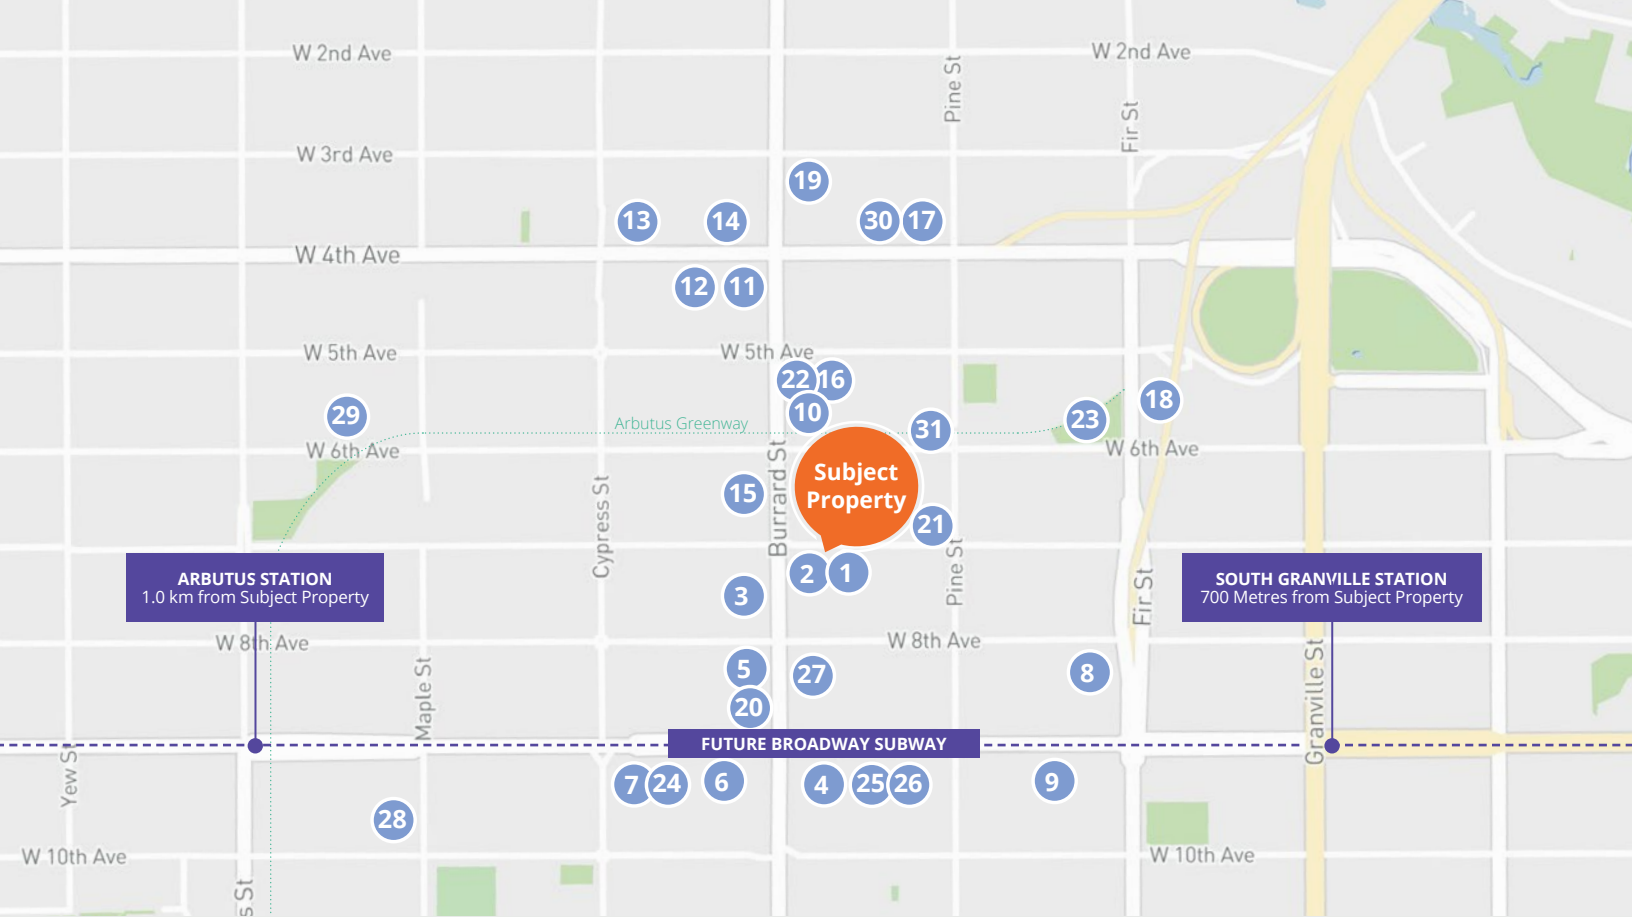 W 2nd Ave
W 2nd Ave
Pine St
Fir St
W 3rd Ave
19
13
14
30
17
W 4th Ave
12
11
W 5th Ave
W 5th Ave
22
16
29
10
18
Arbutus Greenway
23
31
W 6th Ave
W 6th Ave
Subject
Property
15
Burrard St
Cypress St
21
Pine St
2
1
3
Fir St
ARBUTUS STATION
1.0 km from Subject Property
SOUTH GRANVILLE STATION
700 Metres from Subject Property
W 8th Ave
W 8th Ave
5
27
8
Maple St
Granville St
20
FUTURE BROADWAY SUBWAY
Yew S
7
24
6
4
25
26
9
28
W 10th Ave
W 10th Ave
s St